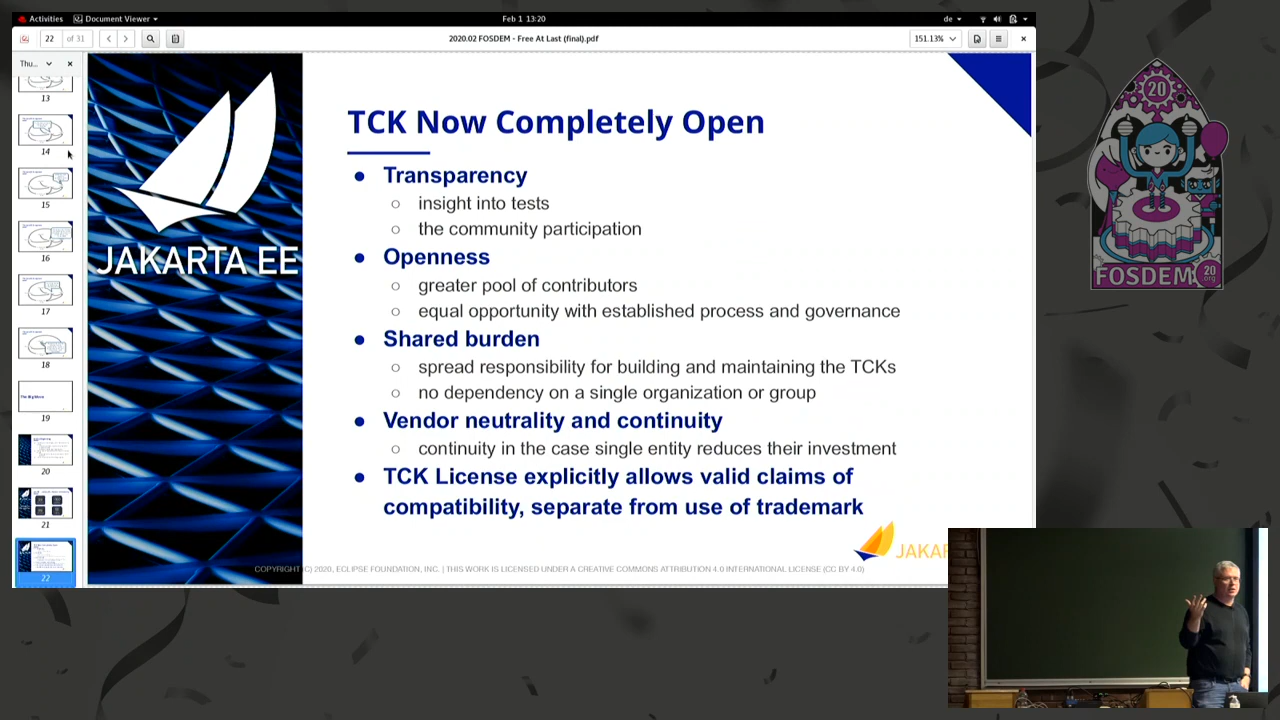 Activities
Document Viewer
Feb 1 13:20
de
22 of 31
2020.02 FOSDEM - Free At Last (final).pdf
151.13%
Thu...
13
14
15
16
17
18
19
20
21
22
JAKARTA EE
TCK Now Completely Open
● Transparency
○ insight into tests
○ the community participation
● Openness
○ greater pool of contributors
○ equal opportunity with established process and governance
● Shared burden
○ spread responsibility for building and maintaining the TCKs
○ no dependency on a single organization or group
● Vendor neutrality and continuity
○ continuity in the case single entity reduces their investment
● TCK License explicitly allows valid claims of
compatibility, separate from use of trademark
JAKAR
COPYRIGHT (C) 2020, ECLIPSE FOUNDATION, INC. | THIS WORK IS LICENSED UNDER A CREATIVE COMMONS ATTRIBUTION 4.0 INTERNATIONAL LICENSE (CC BY 4.0)
20
FOSDEM 20
.org